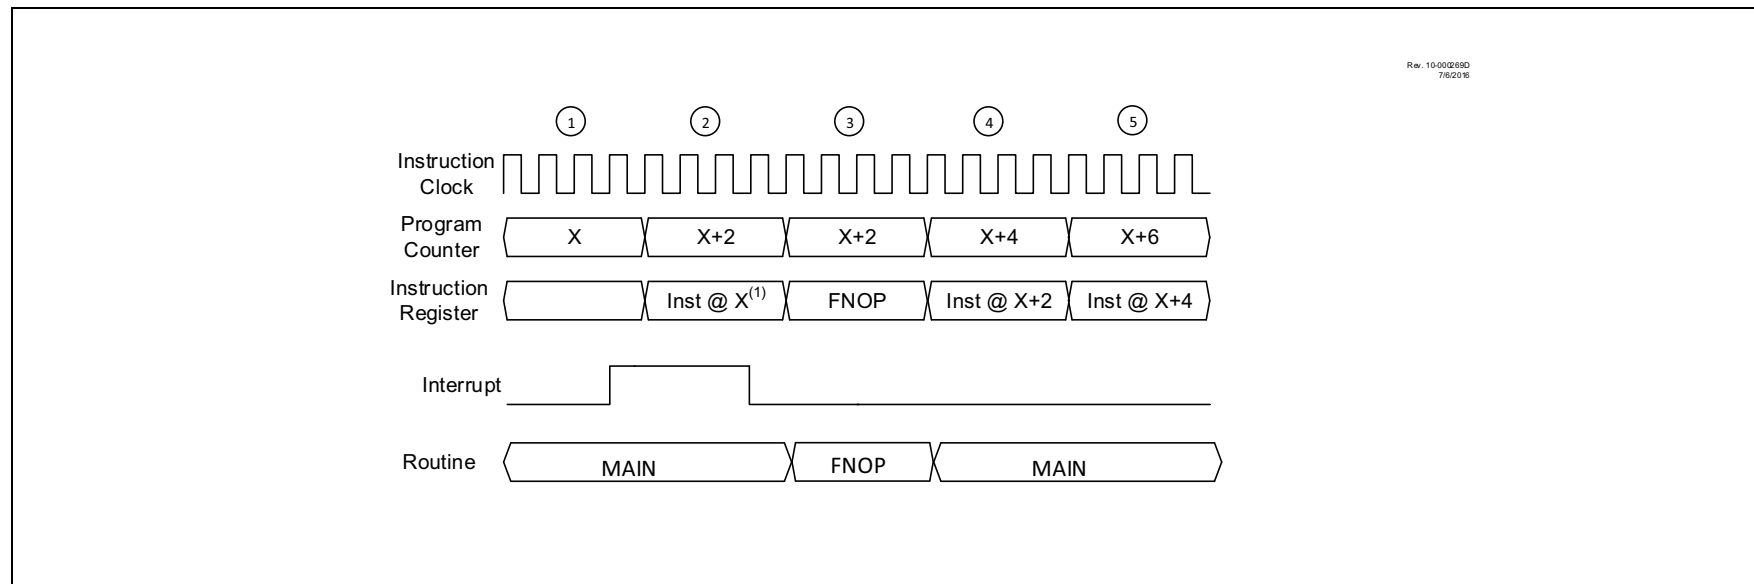 Rev. 10-000269D
7/6/2016
1 2 3 4 5
Instruction
Clock
Program
Counter
X X+2 X+2 X+4 X+6
Instruction
Register
Inst @ X(1) FNOP Inst @ X+2 Inst @ X+4
Interrupt
Routine MAIN FNOP MAIN